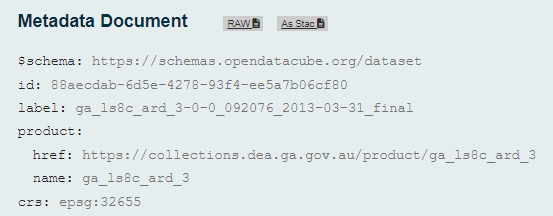 Metadata Document RAW As Stac
$schema: https://schemas.opendatacube.org/dataset
id: 88aecdab-6d5e-4278-93f4-ee5a7b06cf80
label: ga_ls8c_ard_3-0-0_092076_2013-03-31_final
product:
href: https://collections.dea.ga.gov.au/product/ga_ls8c_ard_3
name: ga_ls8c_ard_3
crs: epsg:32655